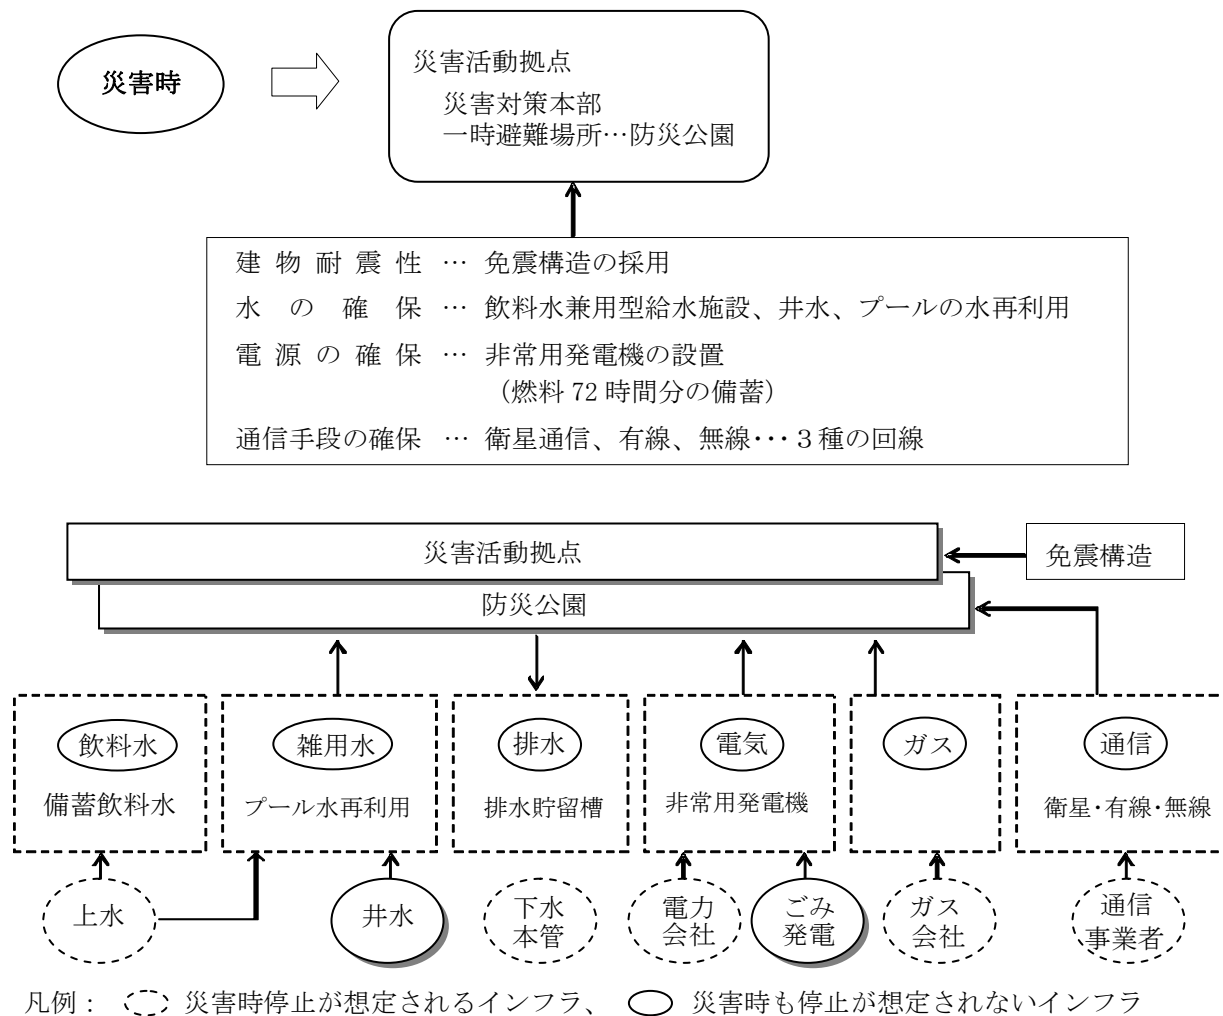 災害時
災害活動拠点
災害対策本部
一時避難場所…防災公園
建物耐震性 … 免震構造の採用
水の確保 … 飲料水兼用型給水施設、井水、プールの水再利用
電源の確保 … 非常用発電機の設置
（燃料 72 時間分の備蓄）
通信手段の確保 … 衛星通信、有線、無線･･･３種の回線
災害活動拠点
免震構造
防災公園
飲料水
備蓄飲料水
雑用水
プール水再利用
排水
排水貯留槽
電気
非常用発電機
ガス
通信
衛星･有線･無線
上水
井水
下水
本管
電力
会社
ごみ
発電
ガス
会社
通信
事業者
凡例： 災害時停止が想定されるインフラ、 災害時も停止が想定されないインフラ